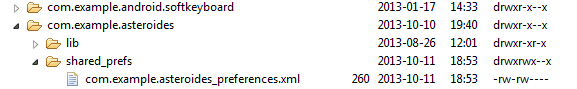 com.example.android.softkeyboard 2013-01-17 14:33 drwxr-x--x
com.example.asteroides 2013-10-10 19:40 drwxr-x--x
lib 2013-08-26 12:01 drwxr-xr-x
shared_prefs 2013-10-11 18:53 drwxrwx--x
com.example.asteroides_preferences.xml 260 2013-10-11 18:53 -rw-rw----